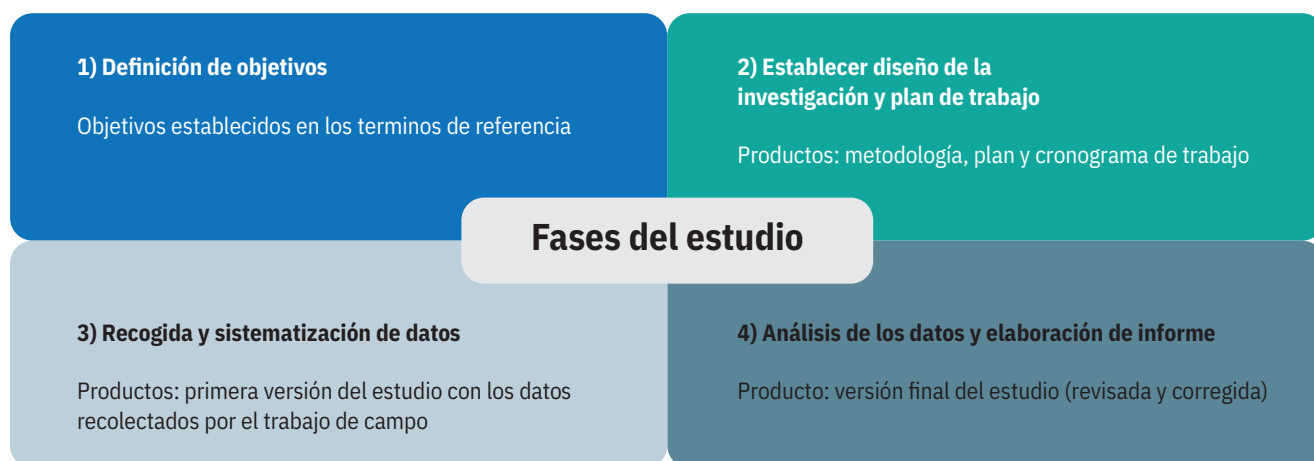 1) Definición de objetivos
Objetivos establecidos en los terminos de referencia
2) Establecer diseño de la
investigación y plan de trabajo
Productos: metodología, plan y cronograma de trabajo
Fases del estudio
3) Recogida y sistematización de datos
Productos: primera versión del estudio con los datos
recolectados por el trabajo de campo
4) Análisis de los datos y elaboración de informe
Producto: versión final del estudio (revisada y corregida)